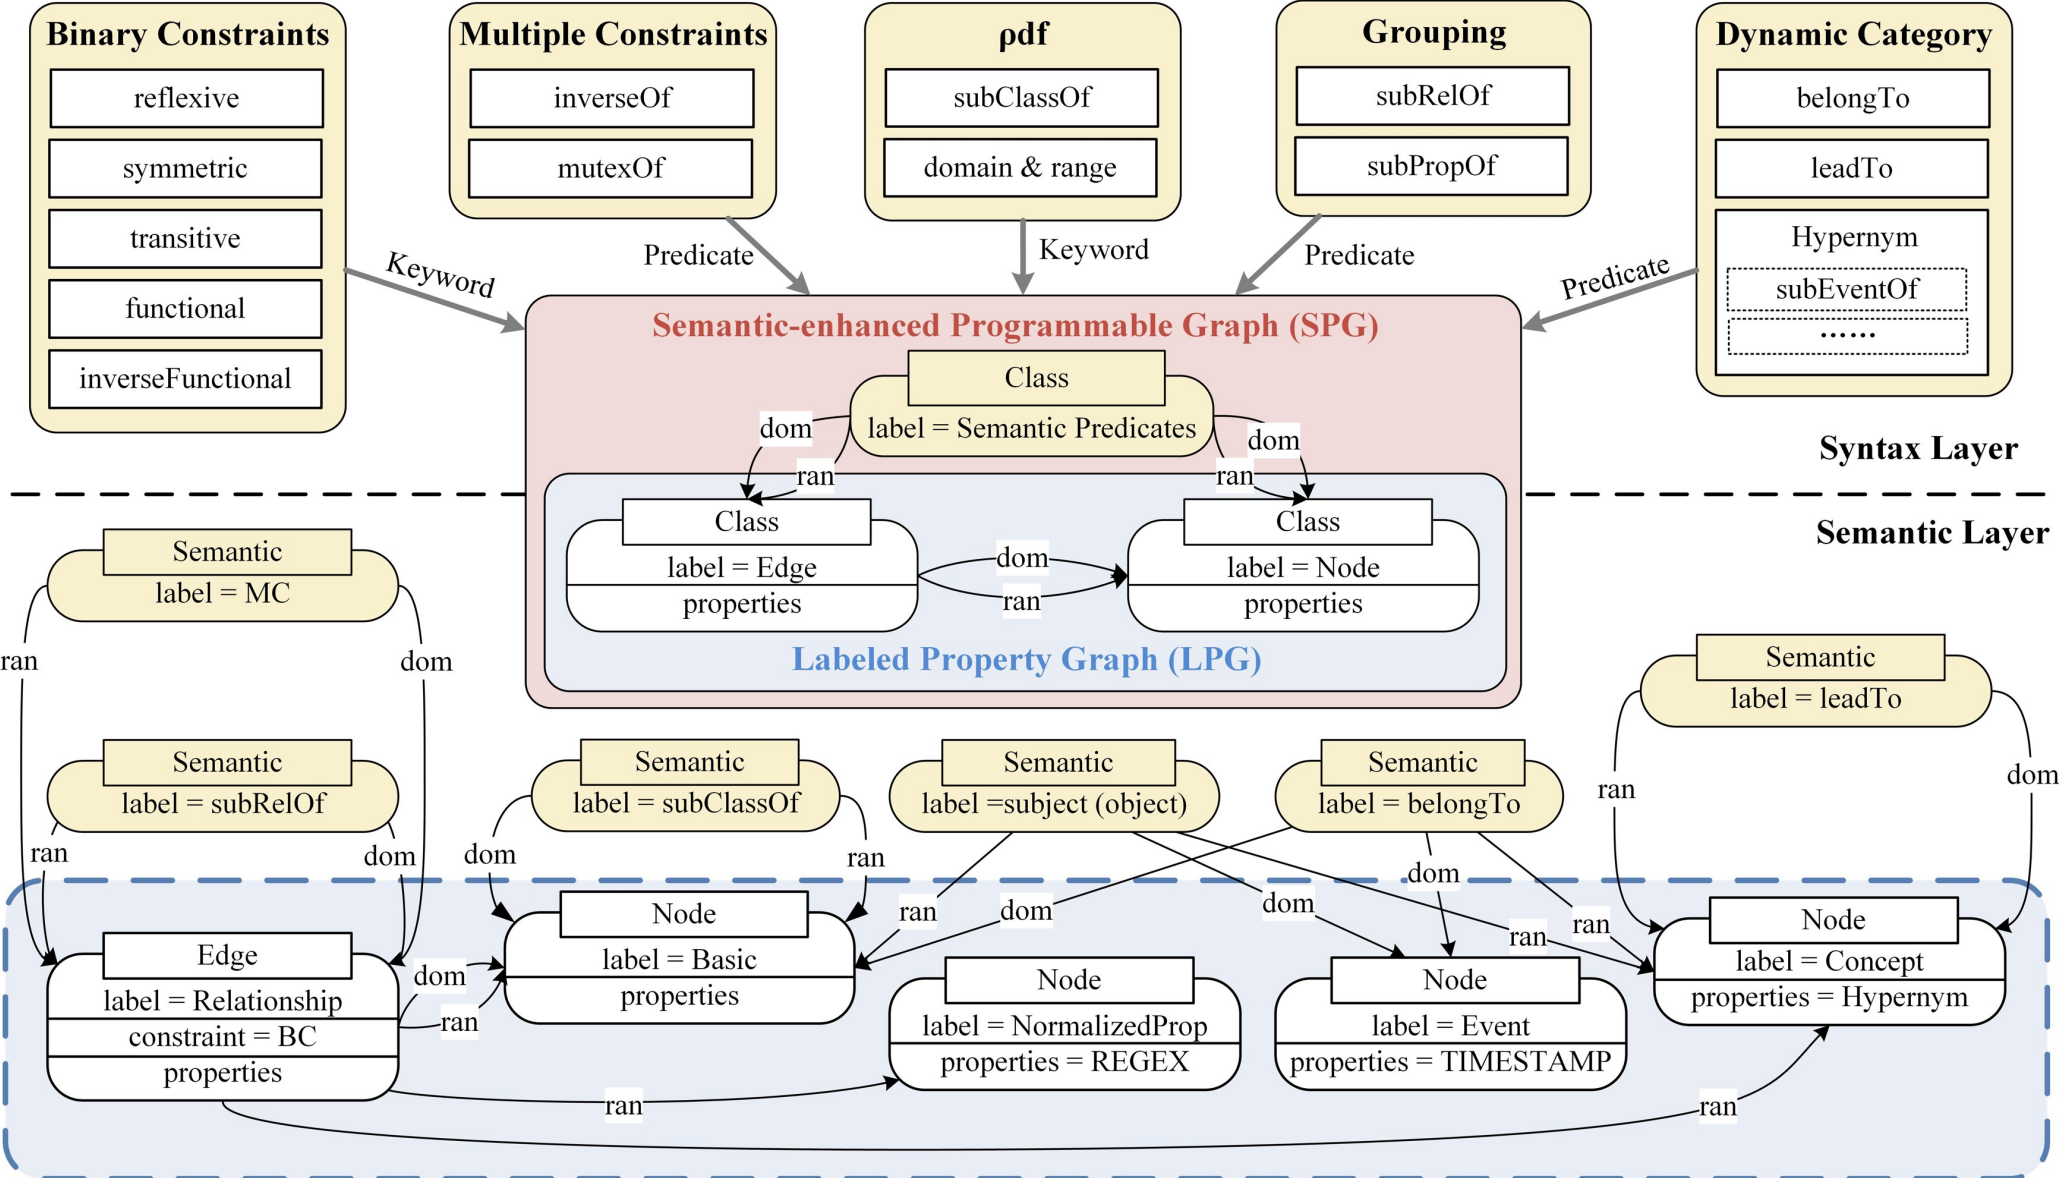 Binary Constraints
reflexive
symmetric
transitive
functional
inverseFunctional
Multiple Constraints
inverseOf
mutexOf
ρdf
subClassOf
domain & range
Grouping
subRelOf
subPropOf
Dynamic Category
belongTo
leadTo
Hypernym
subEventOf
......
Keyword
Predicate
Keyword
Predicate
Predicate
Semantic-enhanced Programmable Graph (SPG)
Class
label = Semantic Predicates
dom
ran
dom
ran
Syntax Layer
Semantic Layer
Class
label = Edge
properties
dom
ran
Class
label = Node
properties
Labeled Property Graph (LPG)
Semantic
label = MC
ran
dom
Semantic
label = subRelOf
ran
dom
Semantic
label = subClassOf
dom
ran
Semantic
label =subject (object)
ran
dom
ran
Semantic
label = belongTo
dom
dom
ran
Semantic
label = leadTo
ran
dom
Edge
label = Relationship
constraint = BC
properties
dom
ran
ran
ran
Node
label = Basic
properties
Node
label = NormalizedProp
properties = REGEX
Node
label = Event
properties = TIMESTAMP
Node
label = Concept
properties = Hypernym